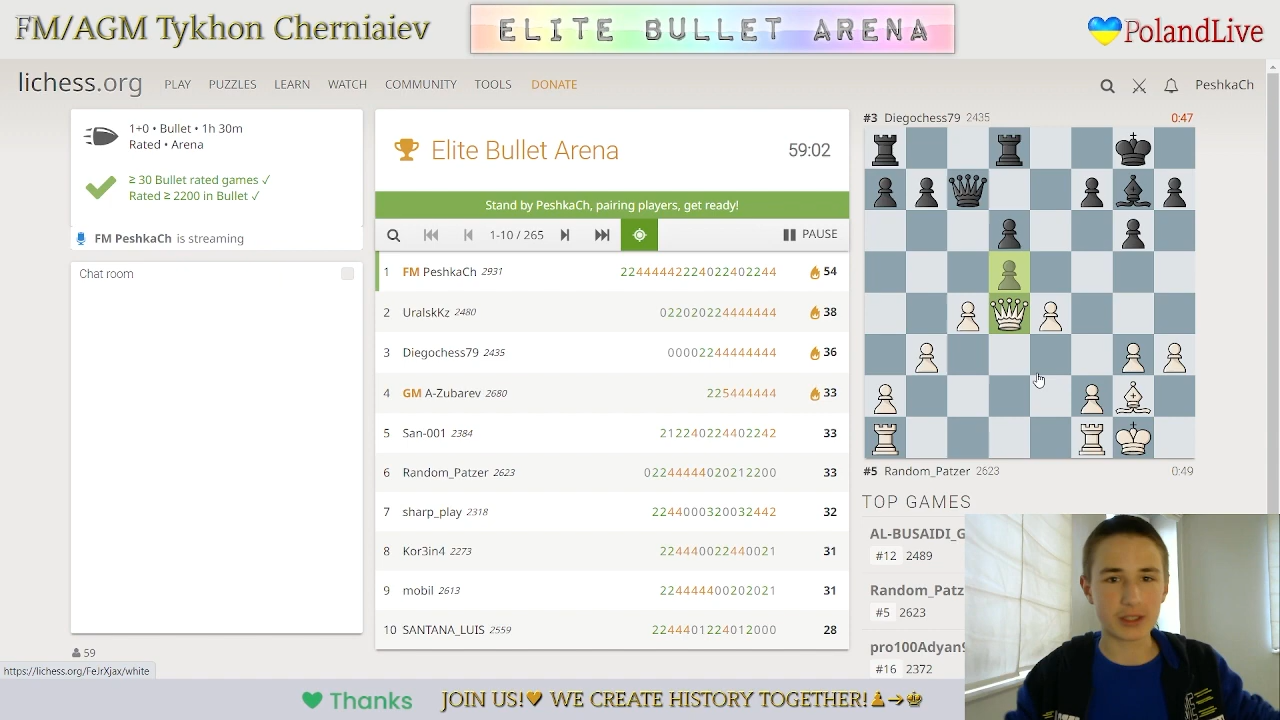 FM/AGM Tykhon Cherniaiev
ELITE BULLET ARENA
PolandLive
lichess.org
PLAY
PUZZLES
LEARN
WATCH
COMMUNITY
TOOLS
DONATE
PeshkaCh
1+0 • Bullet • 1h 30m
Rated • Arena
≥ 30 Bullet rated games ✓
Rated ≥ 2200 in Bullet ✓
FM PeshkaCh is streaming
Chat room
59
https://lichess.org/FeJrXjax/white
Elite Bullet Arena
59:02
Stand by PeshkaCh, pairing players, get ready!
1-10 / 265
PAUSE
1 FM PeshkaCh 2931 22444442224022402244 54
2 UralskKz 2480 022020224444444 38
3 Diegochess79 2435 00002244444444 36
4 GM A-Zubarev 2680 225444444 33
5 San-001 2384 212240224402242 33
6 Random_Patzer 2623 02244444020212200 33
7 sharp_play 2318 2244000320032442 32
8 Kor3in4 2273 224440022440021 31
9 mobil 2613 224444400202021 31
10 SANTANA_LUIS 2559 2244401224012000 28
#3 Diegochess79 2435 0:47
#5 Random_Patzer 2623 0:49
TOP GAMES
AL-BUSAIDI_G
#12 2489
Random_Patz
#5 2623
pro100Adyan
#16 2372
Thanks
JOIN US! WE CREATE HISTORY TOGETHER!